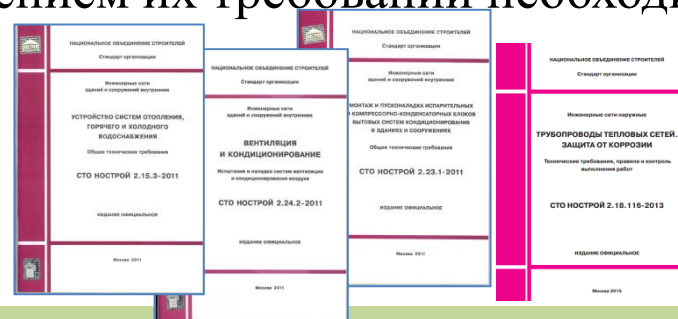 ением их требований необходи
НАЦИОНАЛЬНОЕ ОБЪЕДИНЕНИЕ СТРОИТЕЛЕЙ
Стандарт организации
Инженерные сети
зданий и сооружений внутренние
УСТРОЙСТВО СИСТЕМ ОТОПЛЕНИЯ,
ГОРЯЧЕГО И ХОЛОДНОГО
ВОДОСНАБЖЕНИЯ
Общие технические требования
СТО НОСТРОЙ 2.15.3-2011
ИЗДАНИЕ ОФИЦИАЛЬНОЕ
Москва 2011
НАЦИОНАЛЬНОЕ ОБЪЕДИНЕНИЕ СТРОИТЕЛЕЙ
Стандарт организации
Инженерные сети
зданий и сооружений внутренние
ВЕНТИЛЯЦИЯ
И КОНДИЦИОНИРОВАНИЕ
Испытание и наладка систем вентиляции
и кондиционирования воздуха
СТО НОСТРОЙ 2.24.2-2011
ИЗДАНИЕ ОФИЦИАЛЬНОЕ
Москва 2011
НАЦИОНАЛЬНОЕ ОБЪЕДИНЕНИЕ СТРОИТЕЛЕЙ
Стандарт организации
Инженерные сети
зданий и сооружений внутренние
МОНТАЖ И ПУСКОНАЛАДКА ИСПАРИТЕЛЬНЫХ
КОМПРЕССОРНО-КОНДЕНСАТОРНЫХ БЛОКОВ
БЫТОВЫХ СИСТЕМ КОНДИЦИОНИРОВАНИЯ
В ЗДАНИЯХ И СООРУЖЕНИЯХ
Общие технические требования
СТО НОСТРОЙ 2.23.1-2011
ИЗДАНИЕ ОФИЦИАЛЬНОЕ
Москва 2011
НАЦИОНАЛЬНОЕ ОБЪЕДИНЕНИЕ СТРОИТЕЛЕЙ
Стандарт организации
Инженерные сети наружные
ТРУБОПРОВОДЫ ТЕПЛОВЫХ СЕТЕЙ.
ЗАЩИТА ОТ КОРРОЗИИ
Технические требования, правила и контроль
выполнения работ
СТО НОСТРОЙ 2.18.116-2013
ИЗДАНИЕ ОФИЦИАЛЬНОЕ
Москва 2015